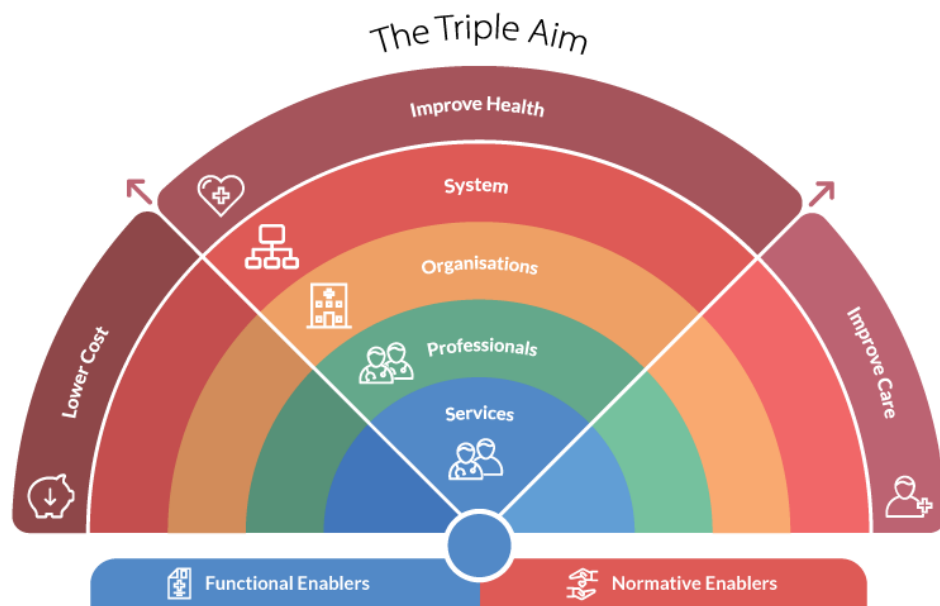 The Triple Aim
Improve Health
System
Organisations
Professionals
Services
Lower Cost
Improve Care
Functional Enablers
Normative Enablers